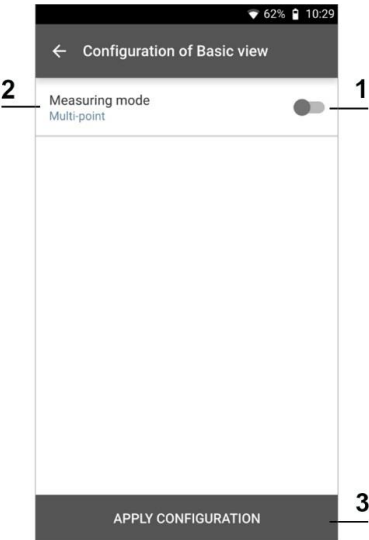 62% 10:29
Configuration of Basic view
2
1
Measuring mode
Multi-point
APPLY CONFIGURATION
3